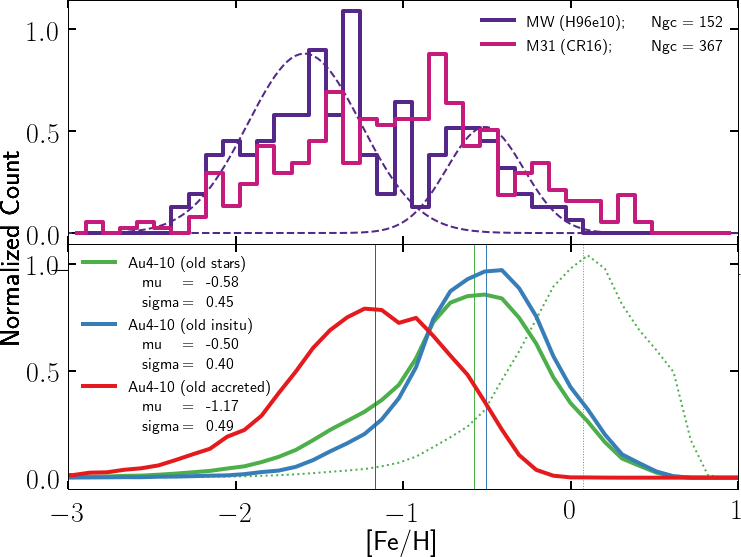 MW (H96e10); Ngc = 152
M31 (CR16); Ngc = 367
1.0
0.5
0.0
Normalized Count
1.0
0.5
0.0
Au4-10 (old stars)
mu = -0.58
sigma = 0.45
Au4-10 (old insitu)
mu = -0.50
sigma = 0.40
Au4-10 (old accreted)
mu = -1.17
sigma = 0.49
−3 −2 −1 0 1
[Fe/H]